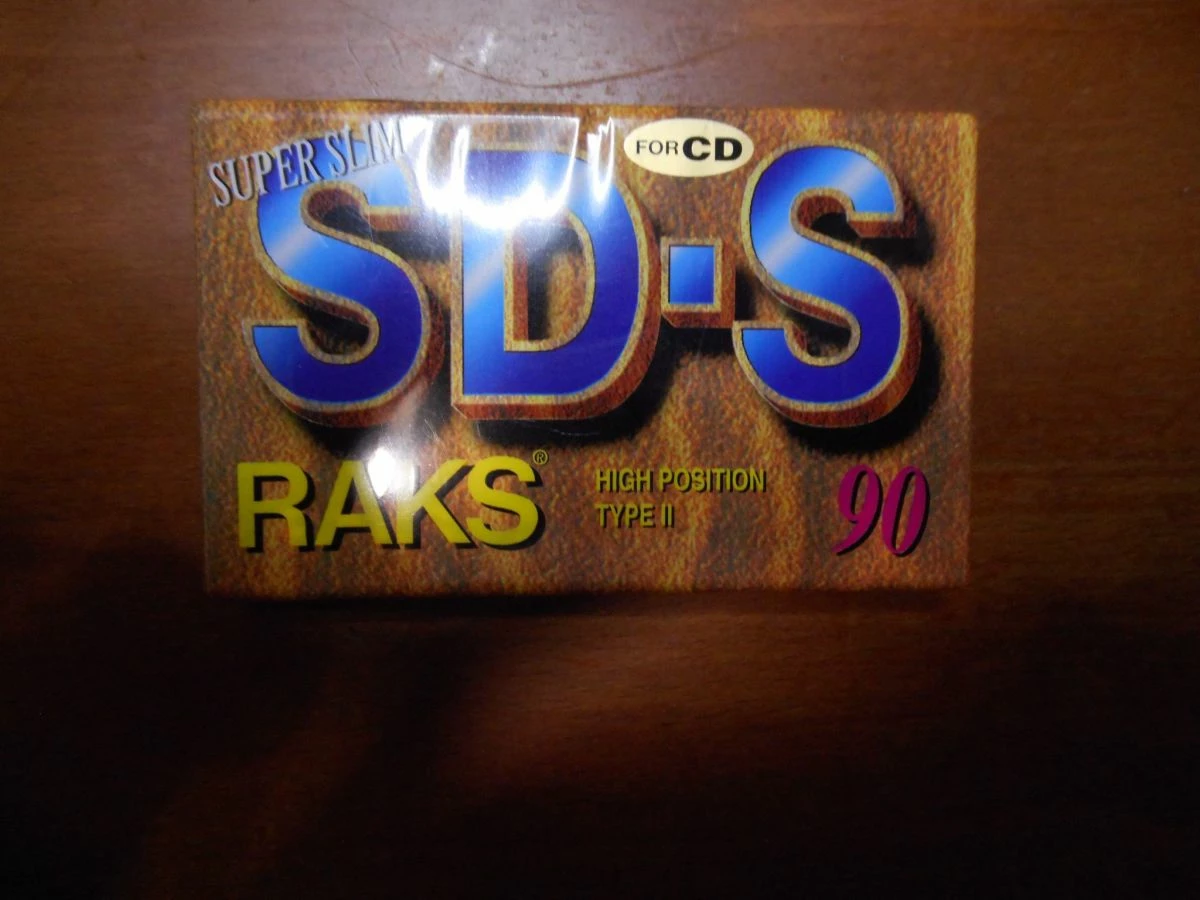 SUPER SLIM
FOR CD
SD·S
RAKS®
HIGH POSITION
TYPE II
90